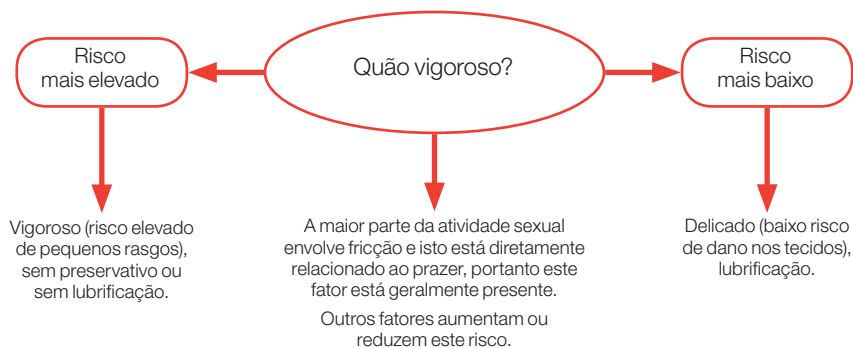 Quão vigoroso?
Risco
mais elevado
Risco
mais baixo
Vigoroso (risco elevado
de pequenos rasgos),
sem preservativo ou
sem lubrificação.
A maior parte da atividade sexual
envolve fricção e isto está diretamente
relacionado ao prazer, portanto este
fator está geralmente presente.
Outros fatores aumentam ou
reduzem este risco.
Delicado (baixo risco
de dano nos tecidos),
lubrificação.